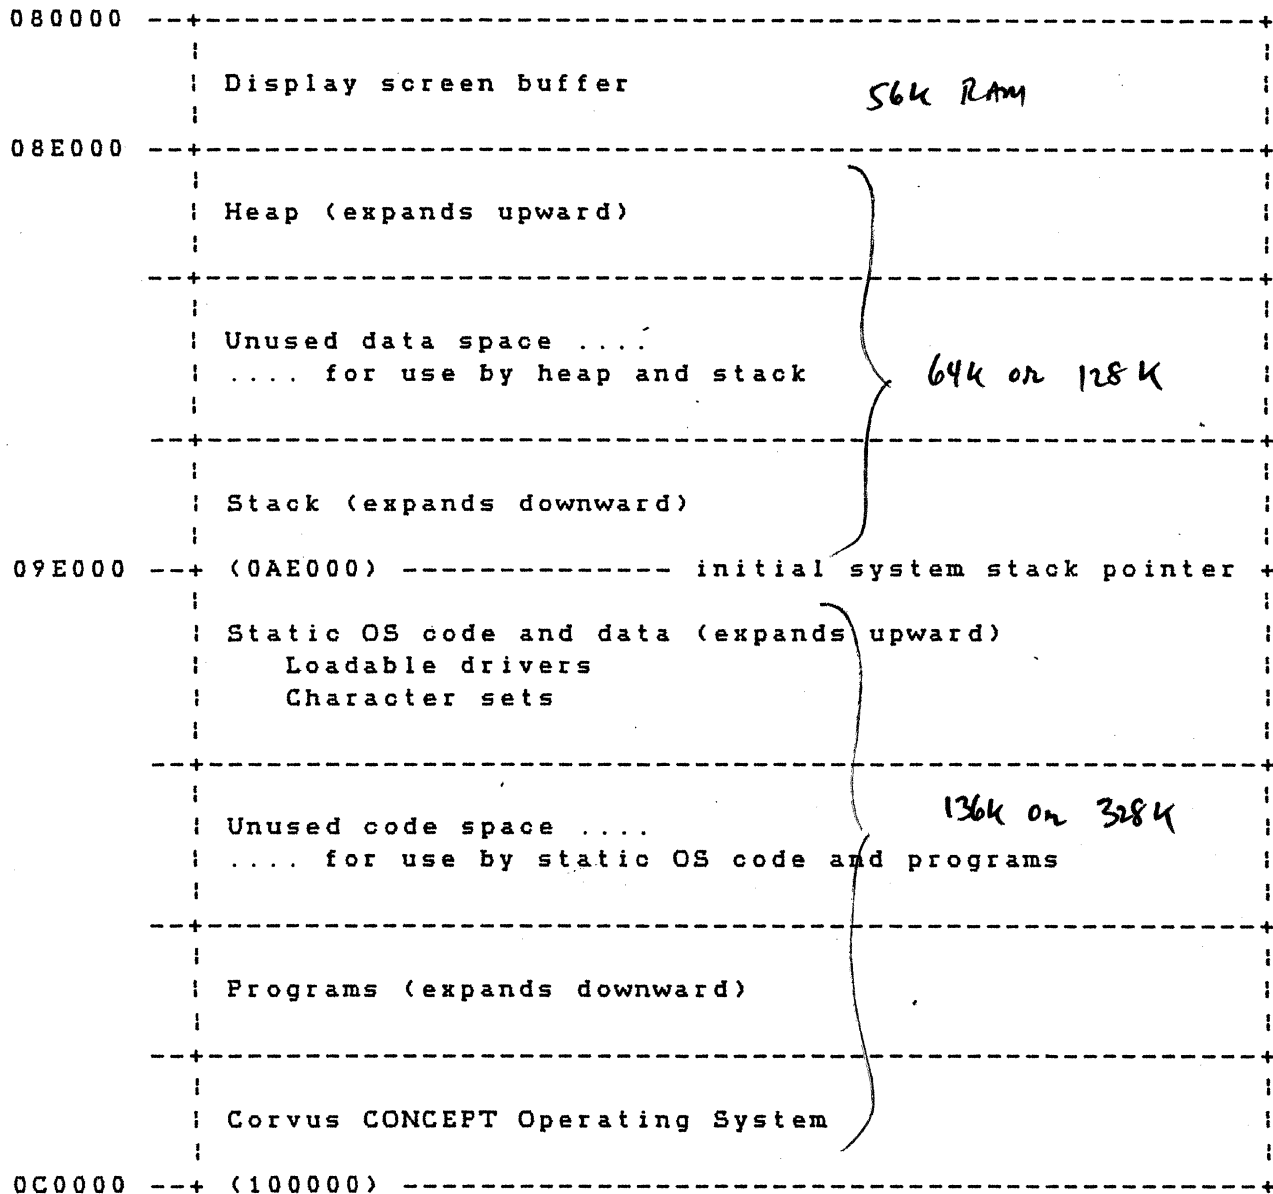 080000
Display screen buffer
56K RAM
08E000
Heap (expands upward)
Unused data space ....
.... for use by heap and stack
64K or 128K
Stack (expands downward)
09E000 --+ (0AE000) -------------- initial system stack pointer +
Static OS code and data (expands upward)
Loadable drivers
Character sets
136K or 328K
Unused code space ....
.... for use by static OS code and programs
Programs (expands downward)
Corvus CONCEPT Operating System
0C0000 --+ (100000)